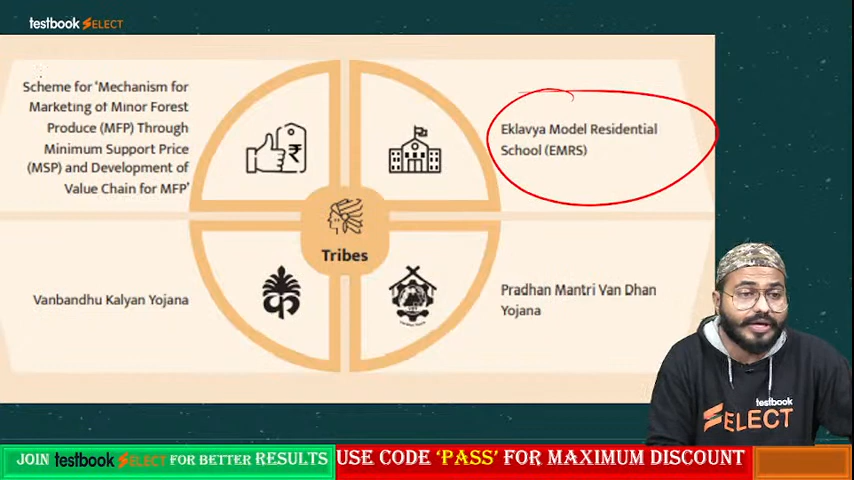 testbook SELECT
Scheme for 'Mechanism for
Marketing of Minor Forest
Produce (MFP) Through
Minimum Support Price
(MSP) and Development of
Value Chain for MFP'
Eklavya Model Residential
School (EMRS)
₹
Tribes
Vanbandhu Kalyan Yojana
क
Pradhan Mantri Van Dhan
Yojana
testbook
SELECT
JOIN testbook SELECT FOR BETTER RESULTS
USE CODE 'PASS' FOR MAXIMUM DISCOUNT